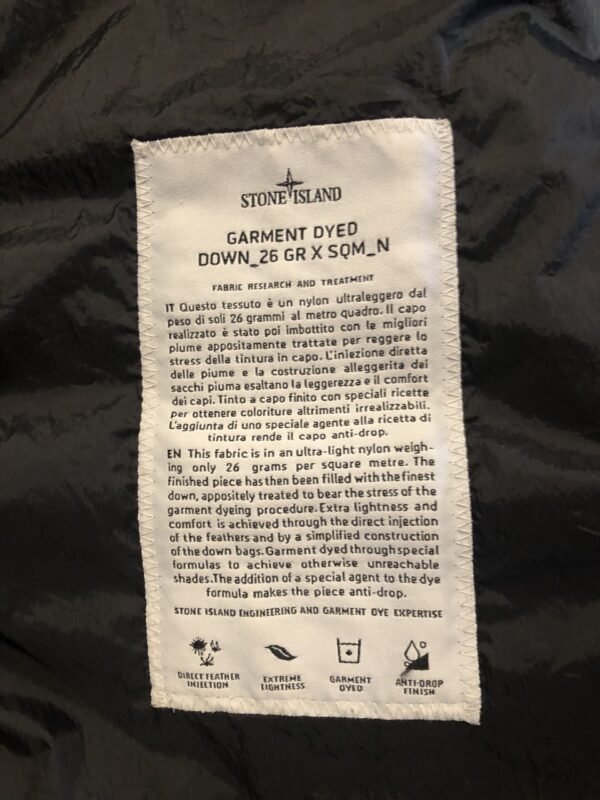 STONE ISLAND
GARMENT DYED
DOWN_26 GR X SQM_N
FABRIC RESEARCH AND TREATMENT
IT Questo tessuto è un nylon ultraleggero dal
peso di soli 26 grammi al metro quadro. Il capo
realizzato è stato poi imbottito con le migliori
piume appositamente trattate per reggere lo
stress della tintura in capo. L'iniezione diretta
delle piume e la costruzione alleggerita dei
sacchi piuma esaltano la leggerezza e il comfort
dei capi. Tinto a capo finito con speciali ricette
per ottenere coloriture altrimenti irrealizzabili.
L'aggiunta di uno speciale agente alla ricetta di
tintura rende il capo anti-drop.
EN This fabric is in an ultra-light nylon weigh-
ing only 26 grams per square metre. The
finished piece has then been filled with the finest
down, appositely treated to bear the stress of the
garment dyeing procedure. Extra lightness and
comfort is achieved through the direct injection
of the feathers and by a simplified construction
of the down bags. Garment dyed through special
formulas to achieve otherwise unreachable
shades. The addition of a special agent to the dye
formula makes the piece anti-drop.
STONE ISLAND ENGINEERING AND GARMENT DYE EXPERTISE
DIRECT FEATHER
INJECTION
EXTREME
LIGHTNESS
GARMENT
DYED
ANTI-DROP
FINISH